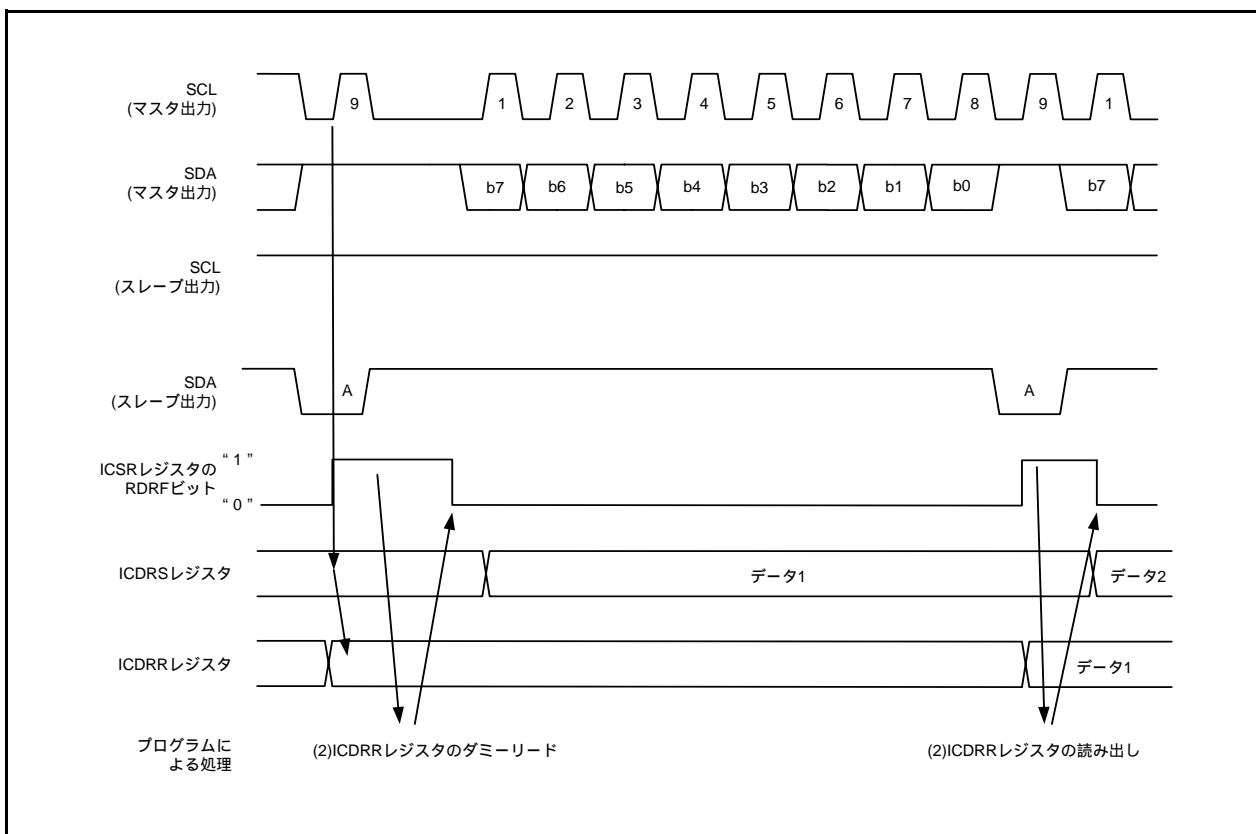 SCL
(マスタ出力)
9
1
2
3
4
5
6
7
8
9
1
SDA
(マスタ出力)
b7
b6
b5
b4
b3
b2
b1
b0
b7
SCL
(スレーブ出力)
SDA
(スレーブ出力)
A
A
ICSRレジスタの
RDRFビット
“1”
“0”
ICDRSレジスタ
データ1
データ2
ICDRRレジスタ
データ1
プログラムに
よる処理
(2)ICDRRレジスタのダミーリード
(2)ICDRRレジスタの読み出し